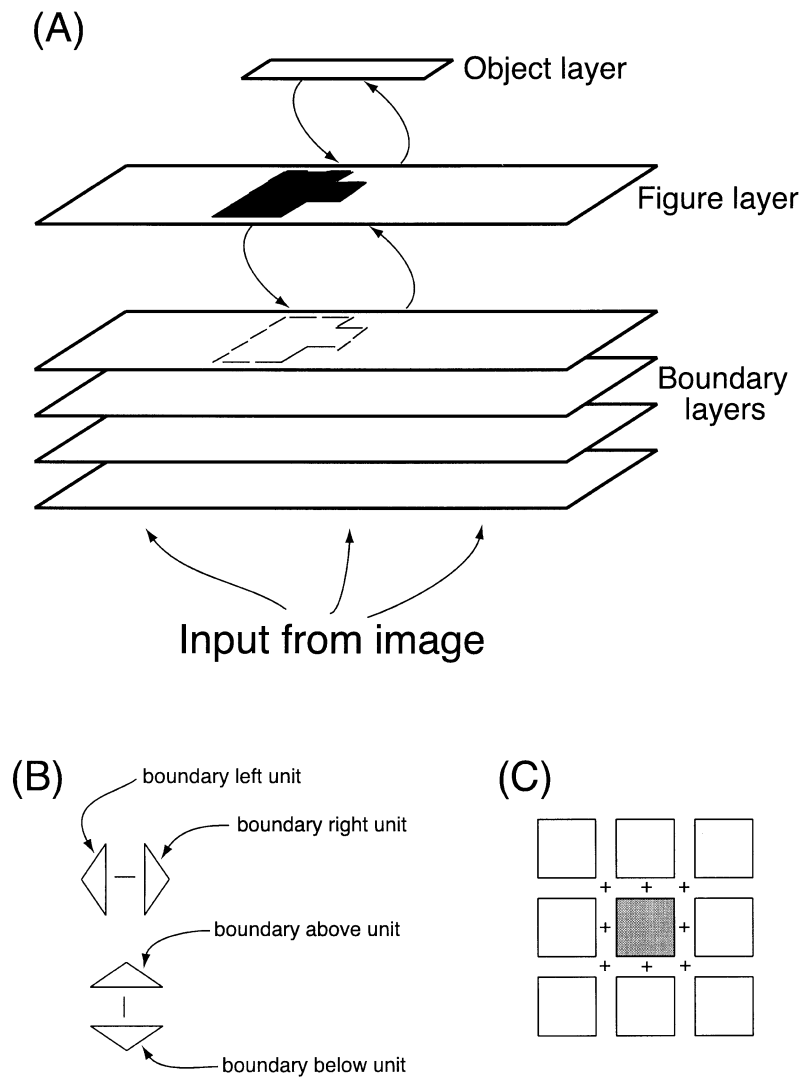 (A)
Object layer
Figure layer
Boundary
layers
Input from image
(B)
boundary left unit
boundary right unit
boundary above unit
boundary below unit
(C)
+ + +
+ +
+ + +